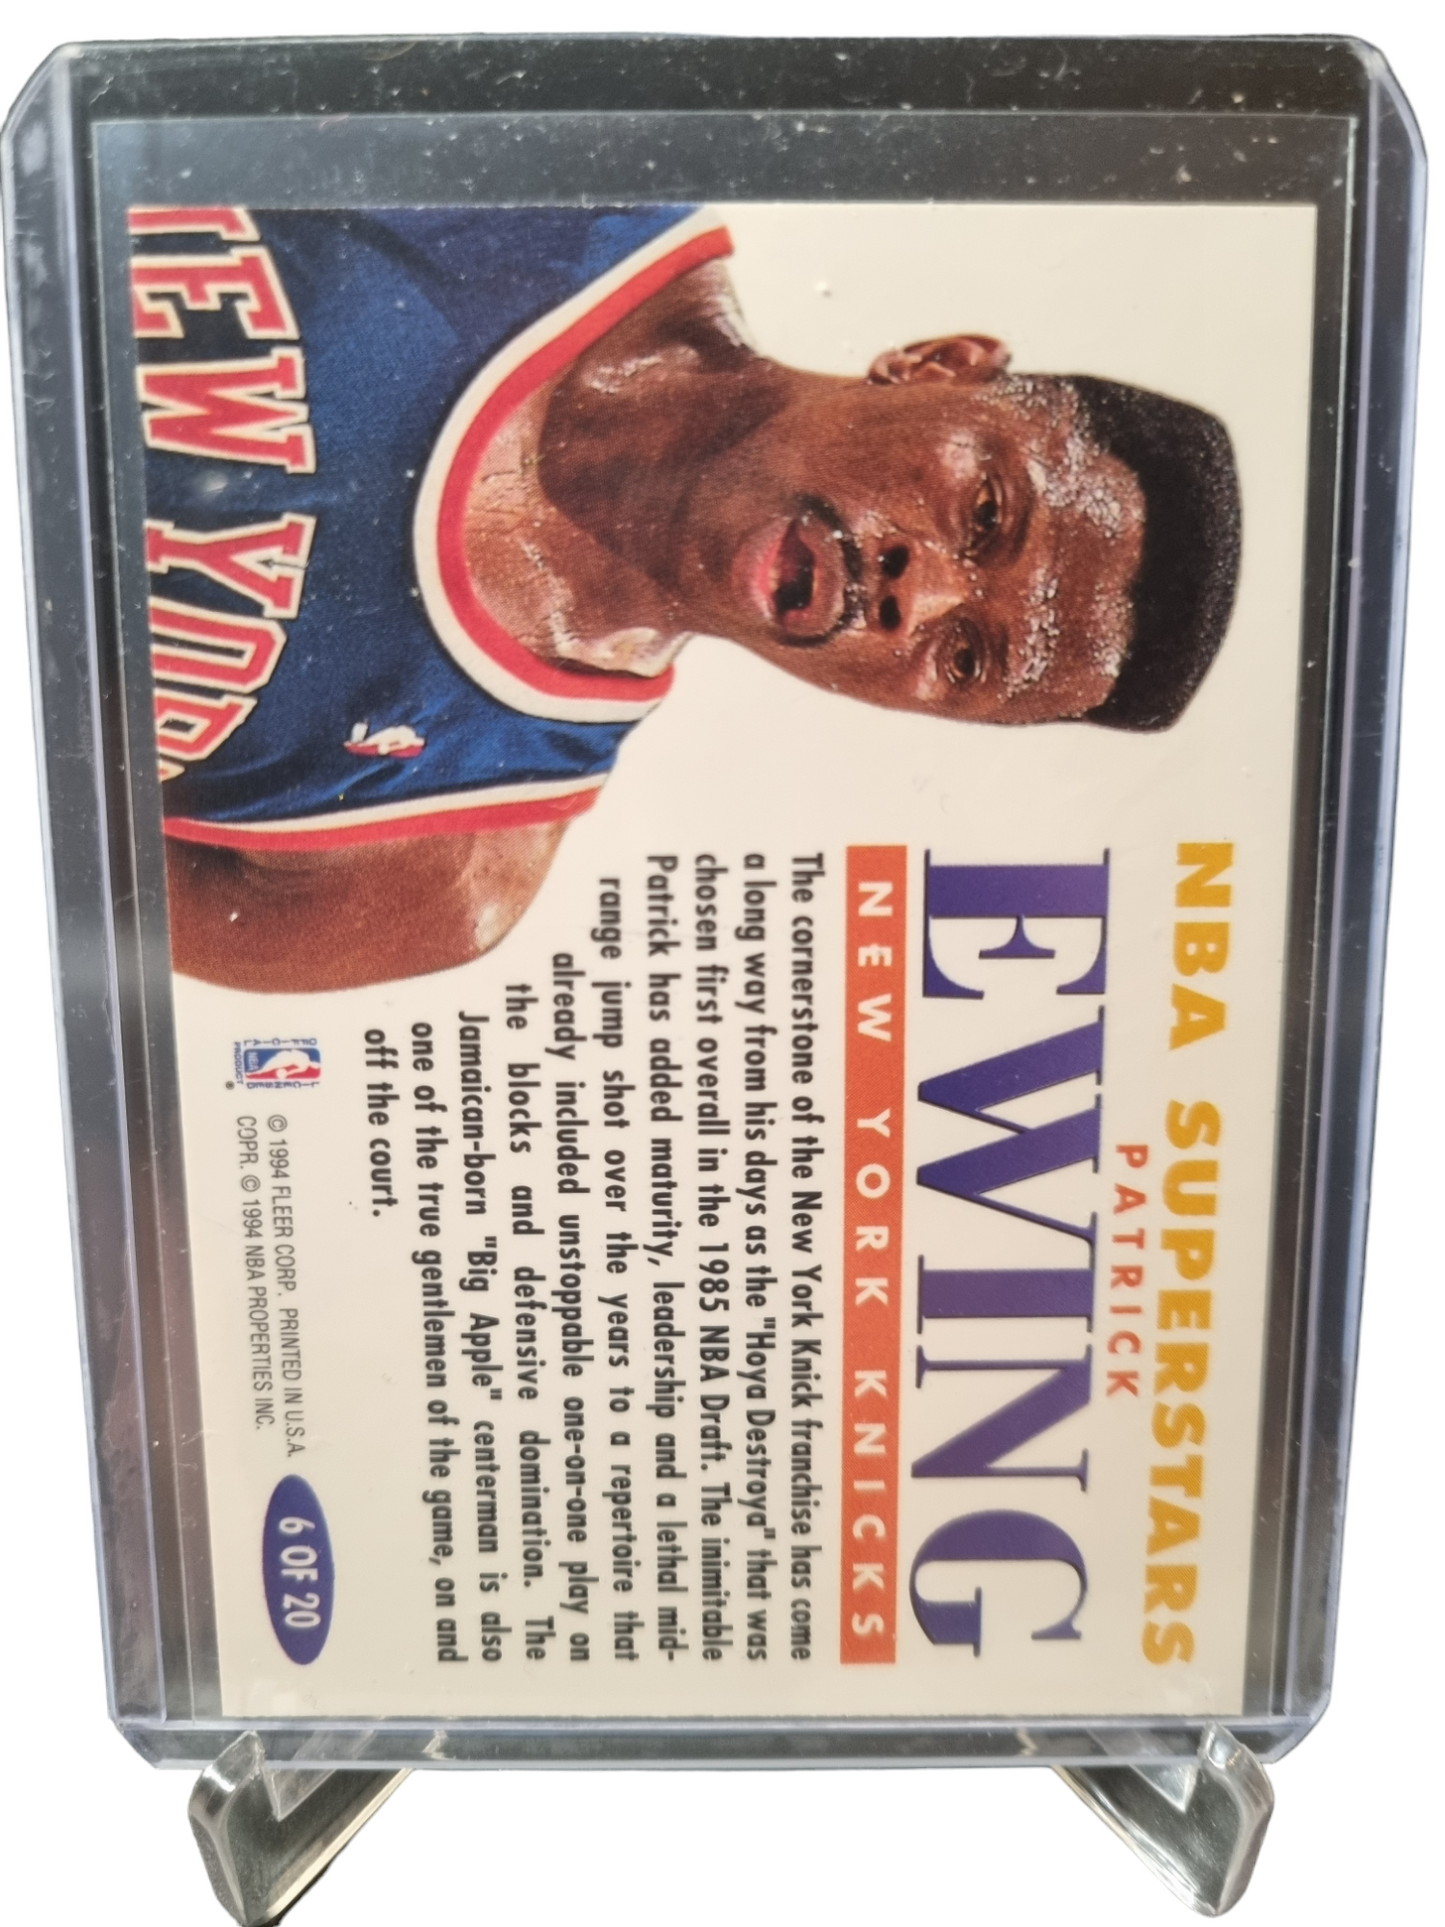 NBA SUPERSTARS
PATRICK
EWING
NEW YORK KNICKS
The cornerstone of the New York Knick franchise has come
a long way from his days as the "Hoya Destroya" that was
chosen first overall in the 1985 NBA Draft. The inimitable
Patrick has added maturity, leadership and a lethal mid-
range jump shot over the years to a repertoire that
already included unstoppable one-on-one play on
the blocks and defensive domination. The
Jamaican-born "Big Apple" centerman is also
one of the true gentlemen of the game, on and
off the court.
OFFICIAL LICENSED
NBA
PRODUCT ®
© 1994 FLEER CORP. PRINTED IN U.S.A.
COPR. © 1994 NBA PROPERTIES INC.
6 OF 20
NEW YORK